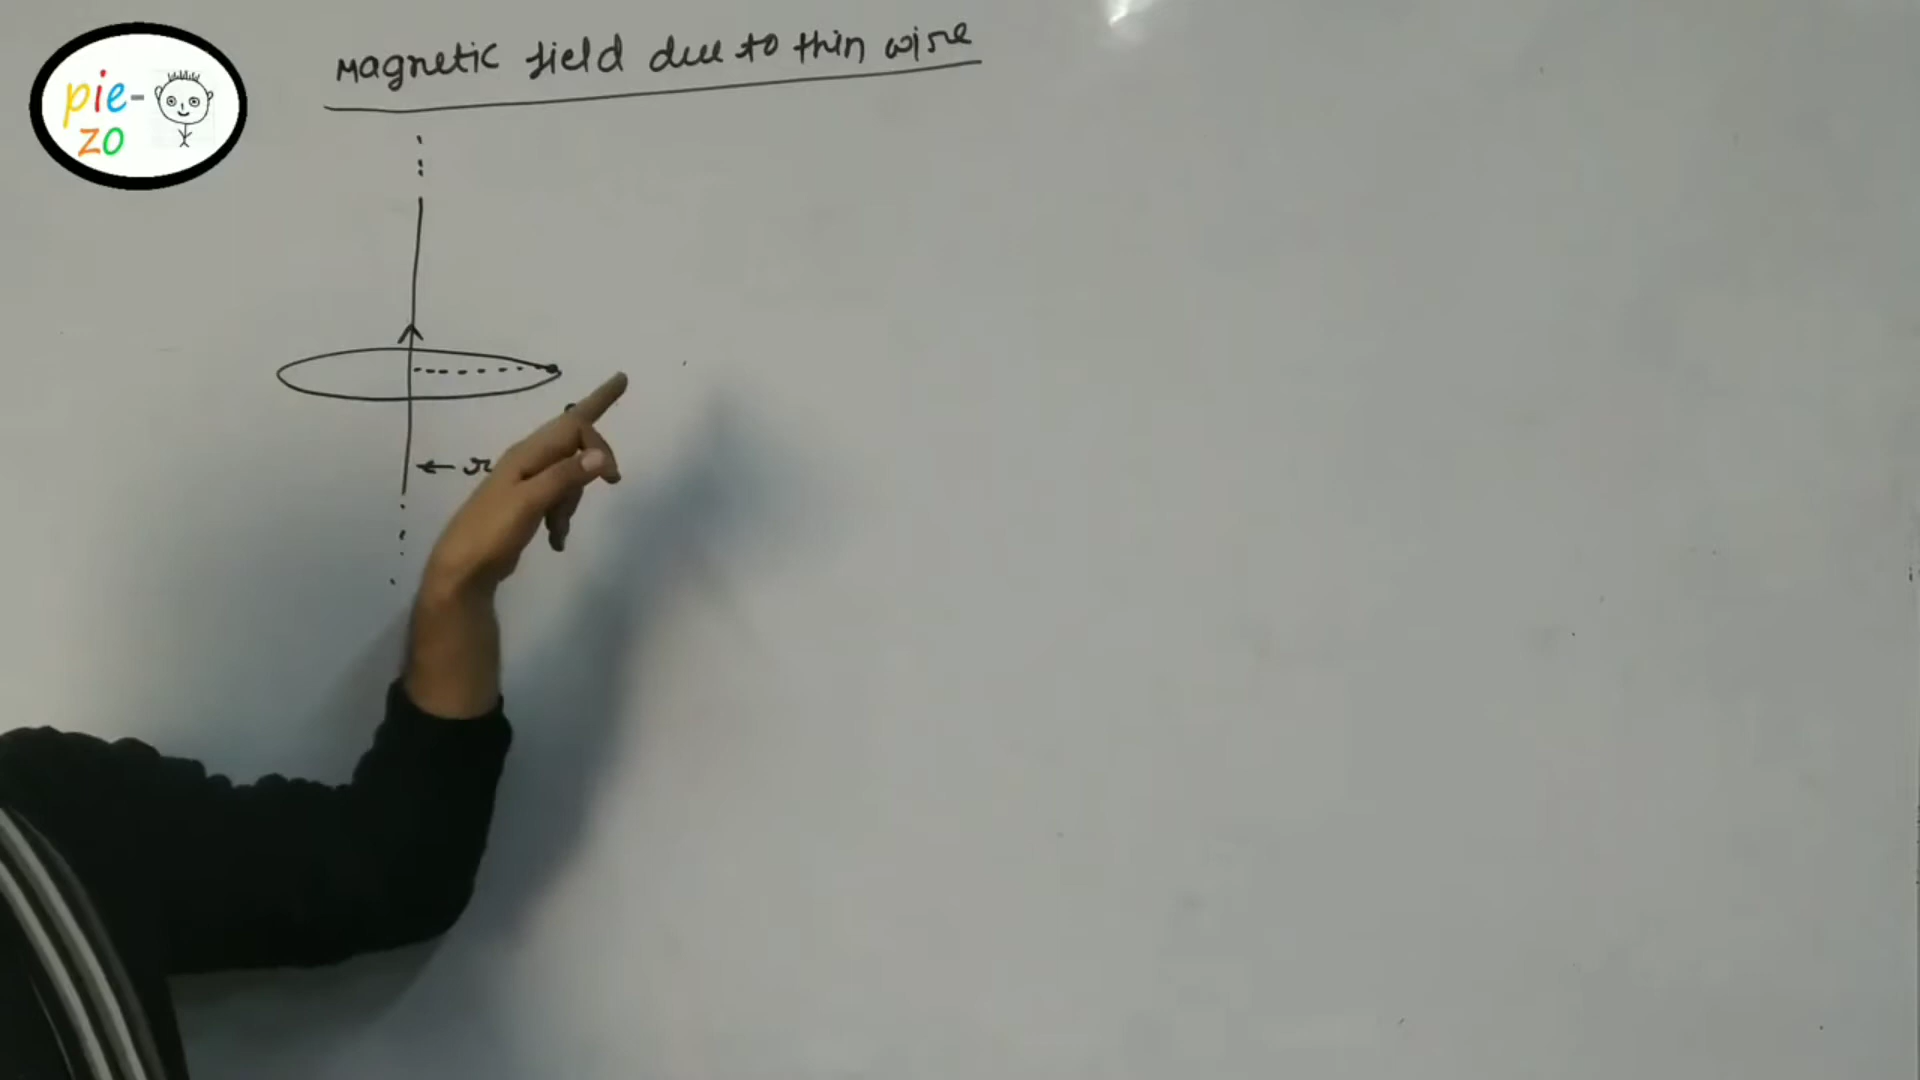 pie-
zo
Magnetic field due to thin wire
← r